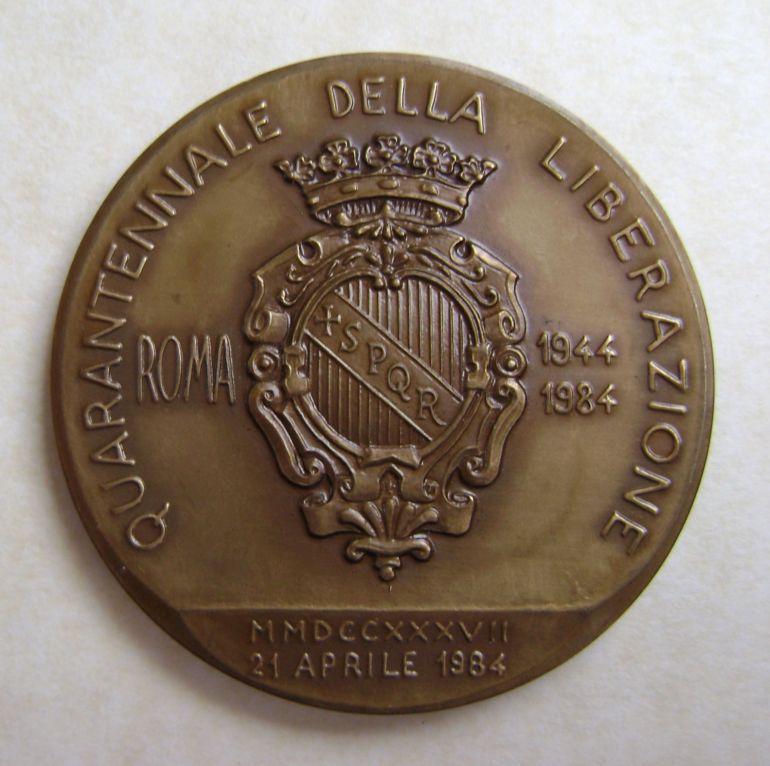 QUARANTENNALE DELLA LIBERAZIONE
ROMA
SPQR
1944
1984
MMDCCXXXVII
21 APRILE 1984